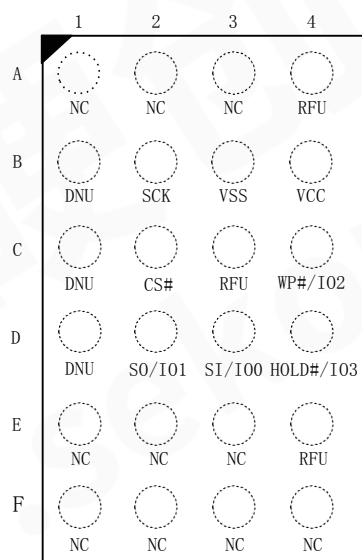 1 2 3 4
A
NC NC NC RFU
B
DNU SCK VSS VCC
C
DNU CS# RFU WP#/IO2
D
DNU SO/IO1 SI/IO0 HOLD#/IO3
E
NC NC NC RFU
F
NC NC NC NC